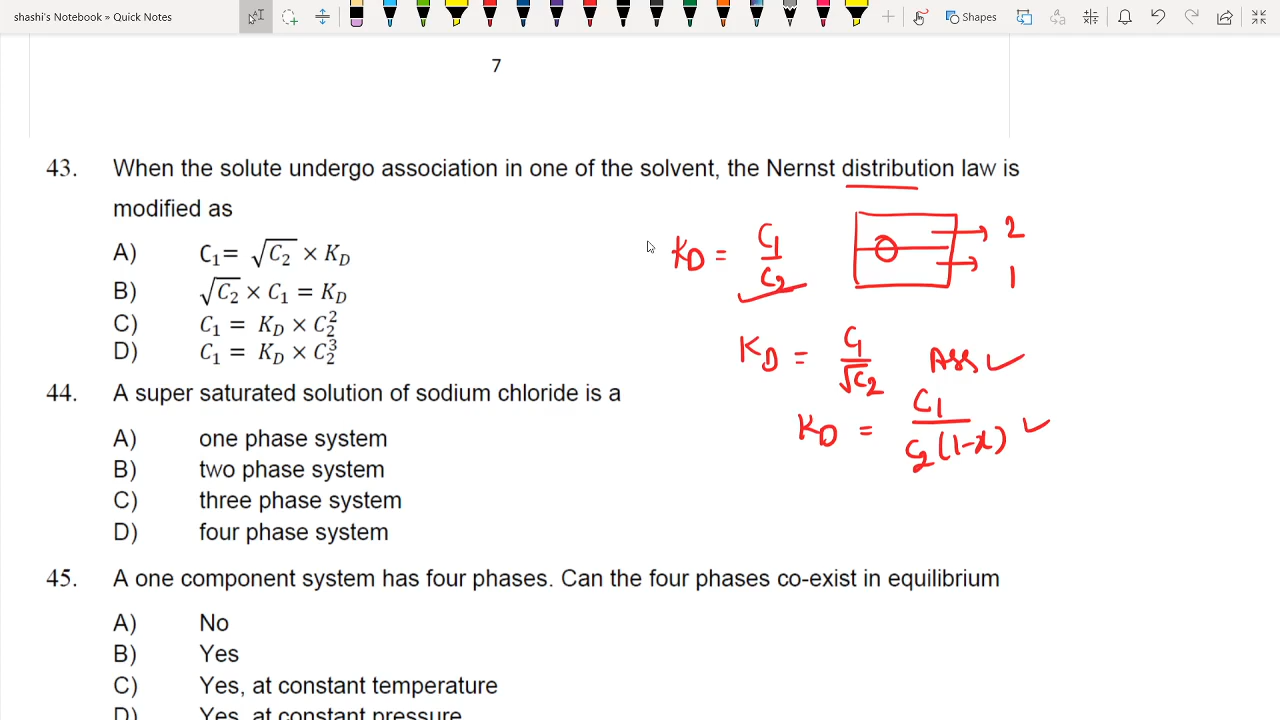 shashi's Notebook » Quick Notes
Shapes
7
43. When the solute undergo association in one of the solvent, the Nernst distribution law is
modified as
A) C₁= √C₂ × K_D
B) √C₂ × C₁ = K_D
C) C₁ = K_D × C₂²
D) C₁ = K_D × C₂³
K_D = C₁/C₂
2
1
K_D = C₁/√C₂ Ass ✓
K_D = C₁/C₂(1-x) ✓
44. A super saturated solution of sodium chloride is a
A) one phase system
B) two phase system
C) three phase system
D) four phase system
45. A one component system has four phases. Can the four phases co-exist in equilibrium
A) No
B) Yes
C) Yes, at constant temperature
D) Yes, at constant pressure